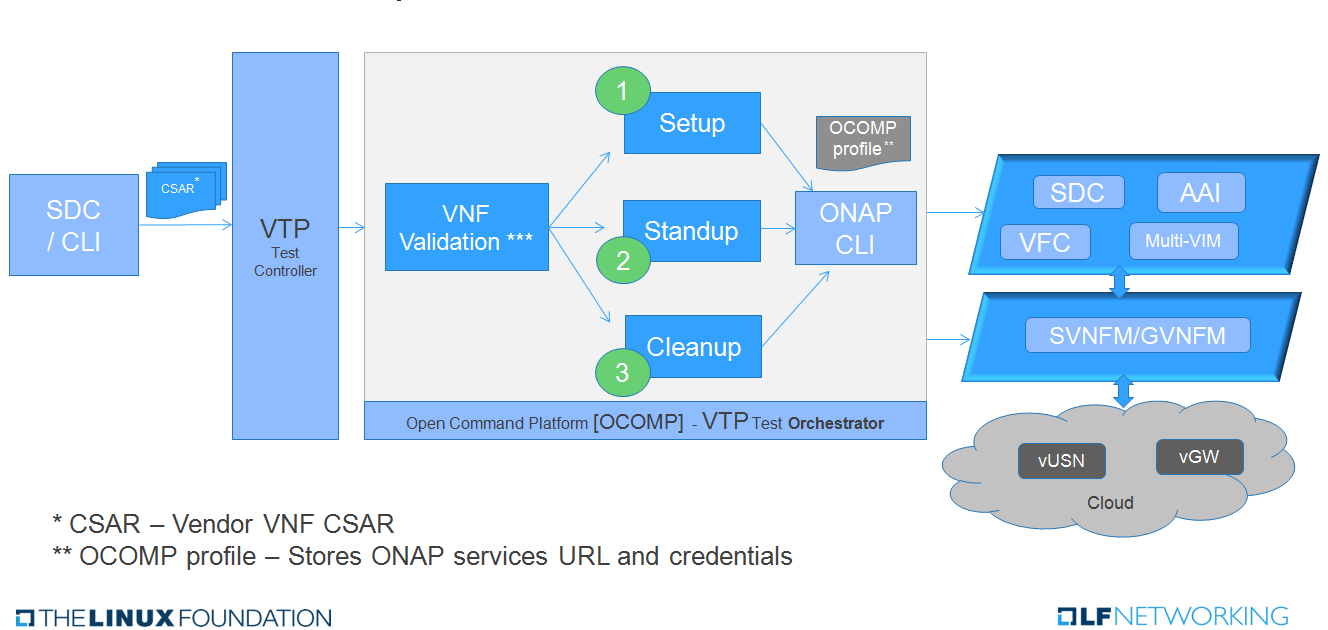 SDC
/ CLI
CSAR*
VTP
Test
Controller
VNF
Validation ***
1
Setup
Standup
2
Cleanup
3
OCOMP
profile**
ONAP
CLI
Open Command Platform [OCOMP] - VTP Test Orchestrator
SDC
AAI
VFC
Multi-VIM
SVNFM/GVNFM
vUSN
vGW
Cloud
* CSAR – Vendor VNF CSAR
** OCOMP profile – Stores ONAP services URL and credentials
THE LINUX FOUNDATION
LF NETWORKING